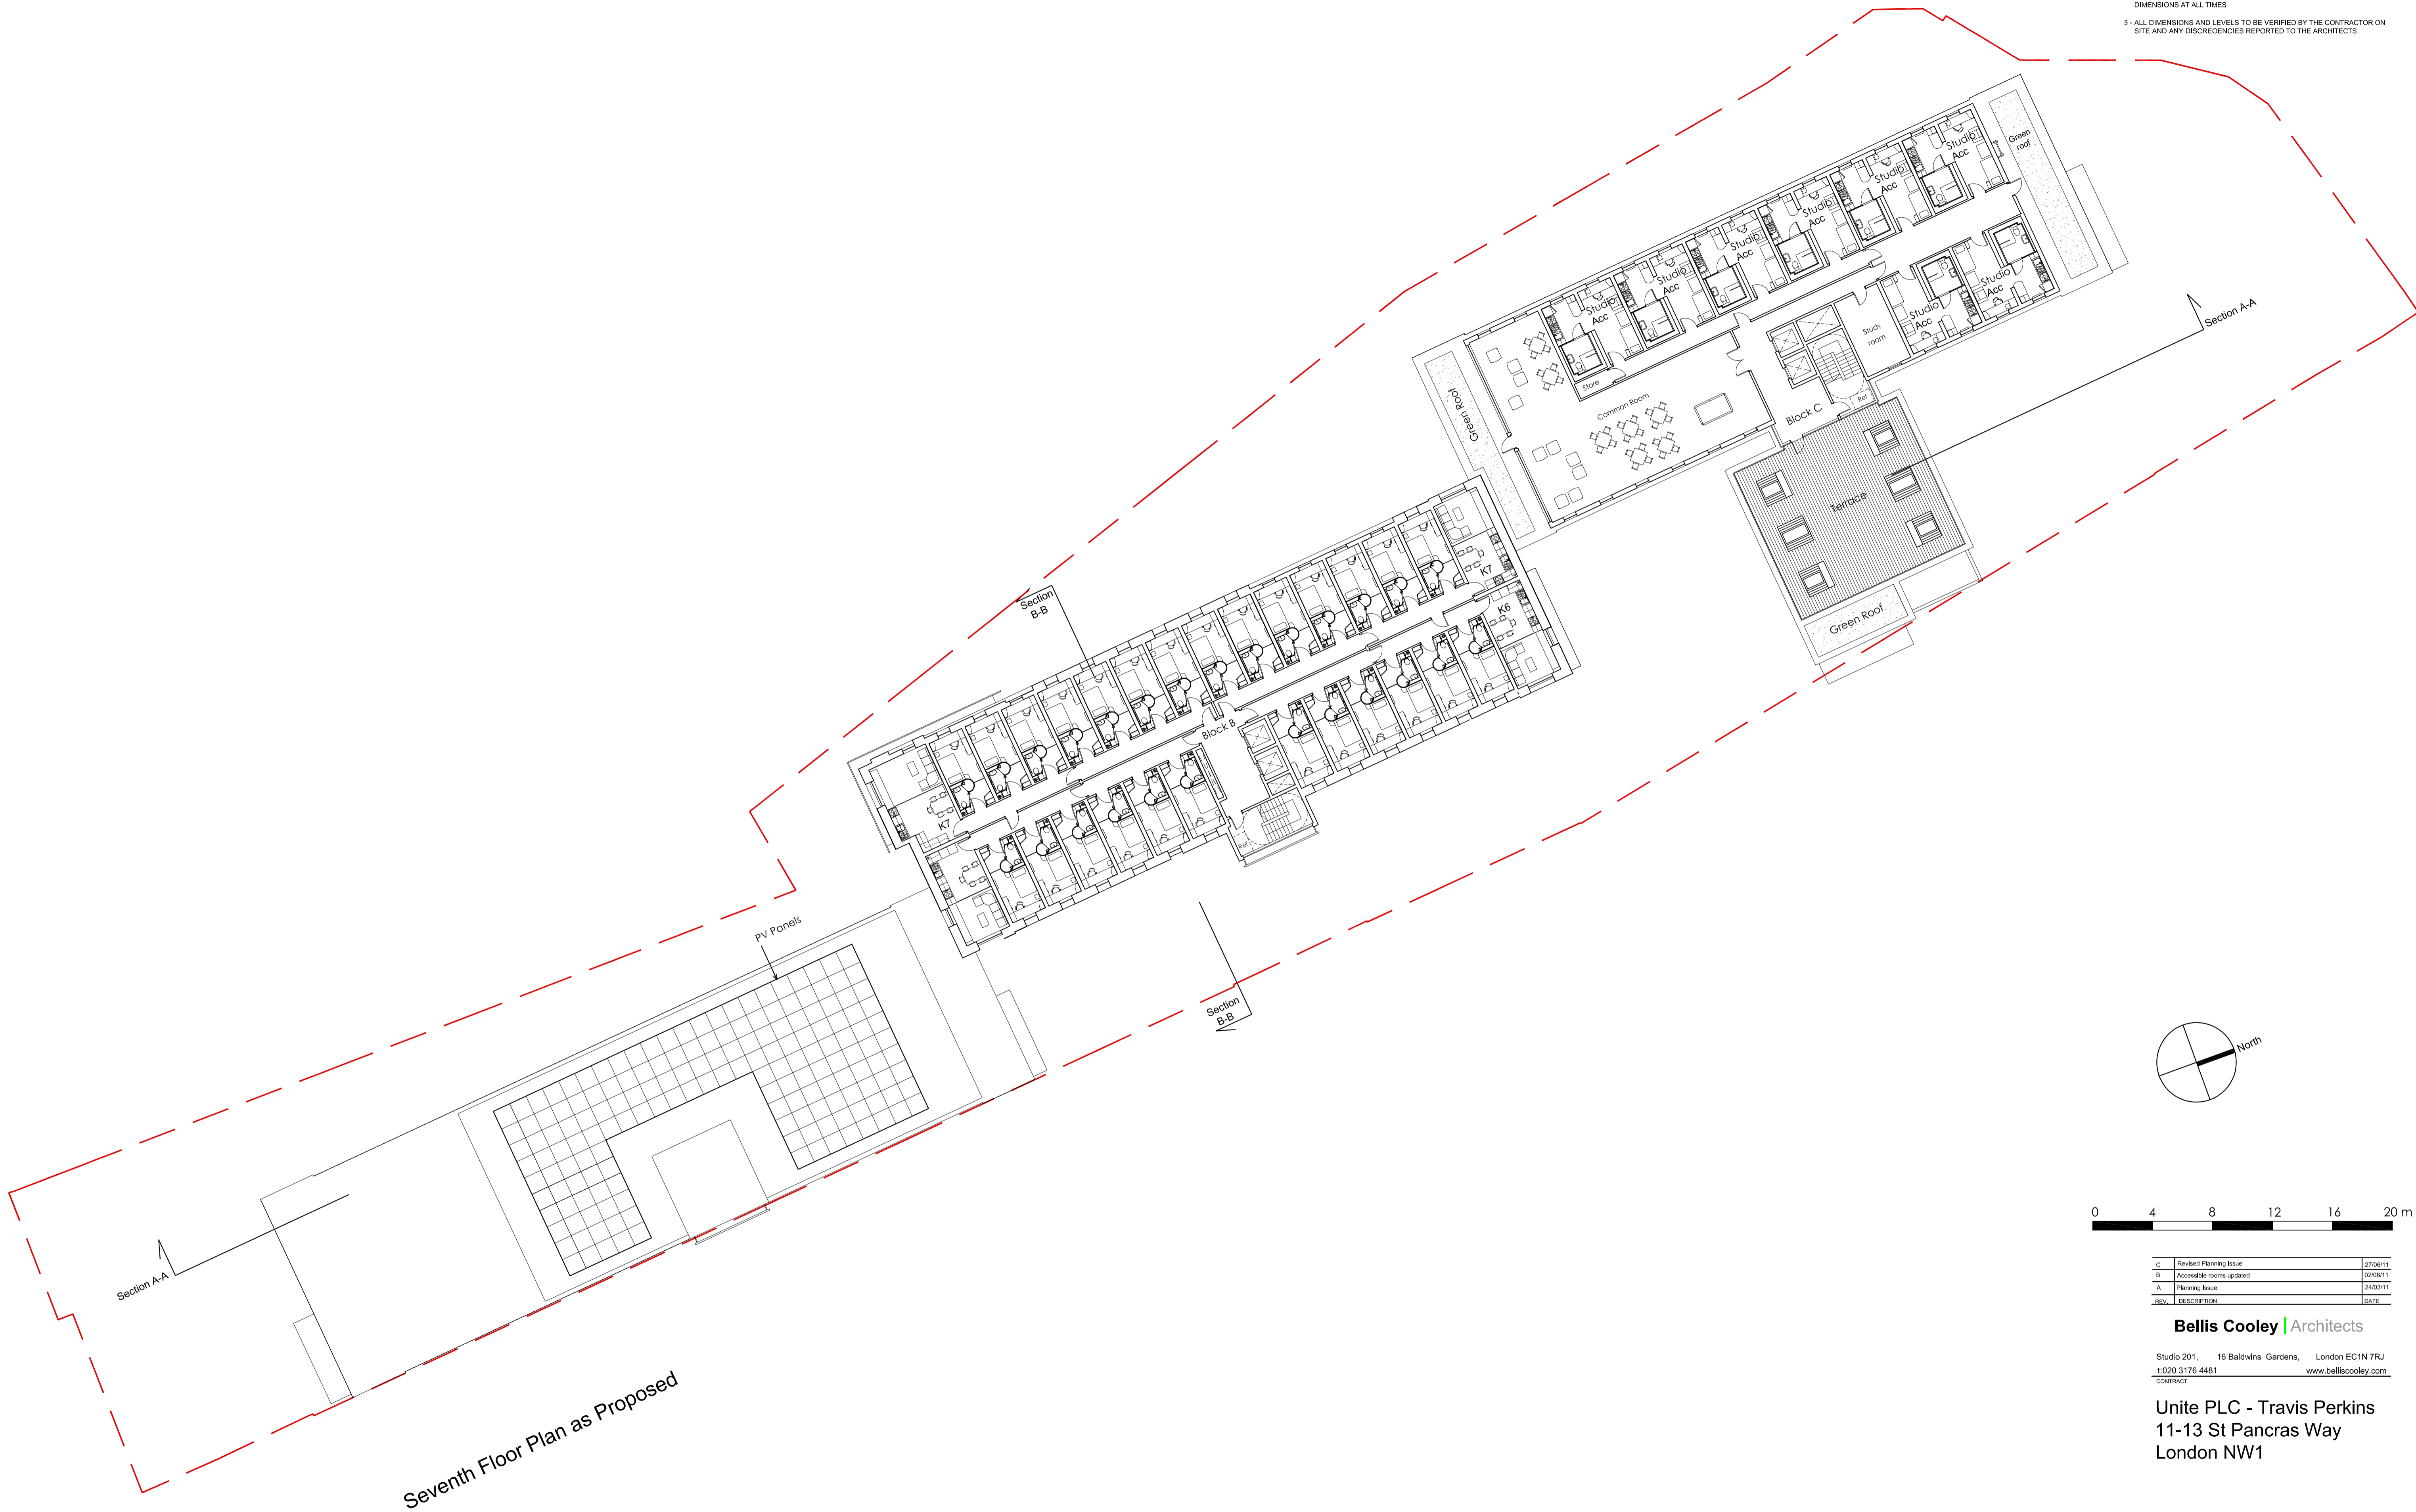 DIMENSIONS AT ALL TIMES
3 - ALL DIMENSIONS AND LEVELS TO BE VERIFIED BY THE CONTRACTOR ON
SITE AND ANY DISCREOENCIES REPORTED TO THE ARCHITECTS
Green
roof
Studio
Acc
Studio
Acc
Studio
Acc
Studio
Acc
Studio
Acc
Studio
Acc
Studio
Acc
Studio
Acc
Study
room
Section A-A
Store
Common Room
Green Roof
Block C
Ref
Terrace
Green Roof
K7
K6
Section
B-B
Block B
K7
Ref
PV Panels
Section
B-B
Section A-A
North
Seventh Floor Plan as Proposed
0 4 8 12 16 20 m
C Revised Planning Issue 27/06/11
B Accessible rooms updated 02/06/11
A Planning Issue 24/03/11
REV. DESCRIPTION DATE
Bellis Cooley | Architects
Studio 201, 16 Baldwins Gardens, London EC1N 7RJ
t:020 3176 4481 www.belliscooley.com
CONTRACT
Unite PLC - Travis Perkins
11-13 St Pancras Way
London NW1